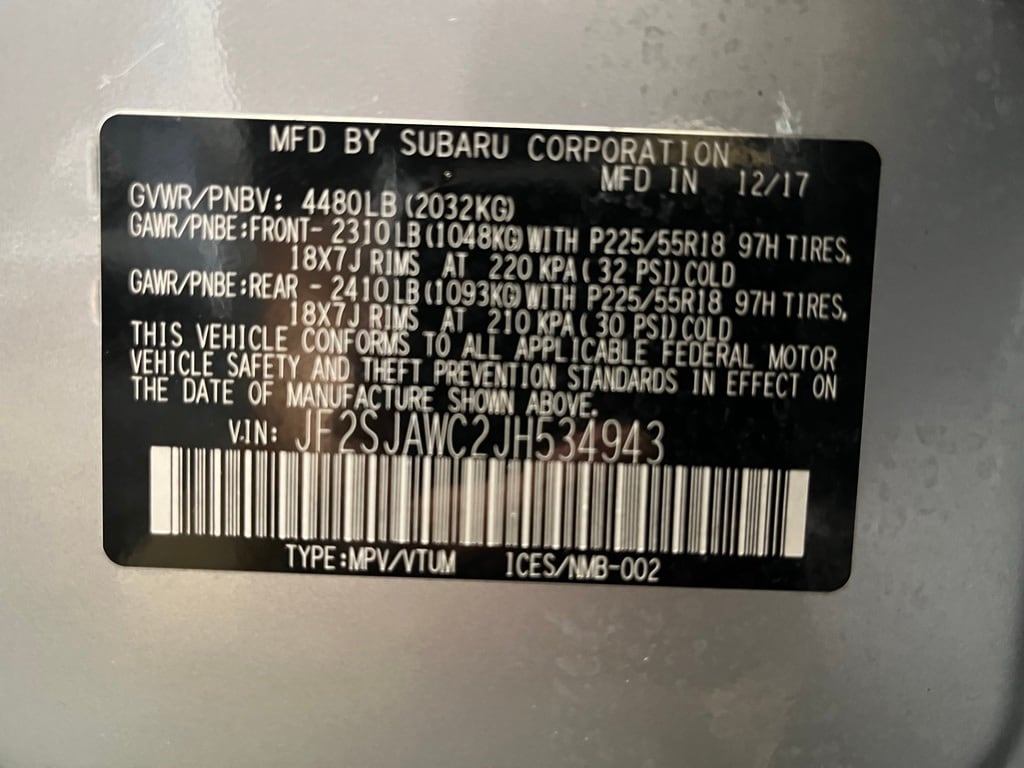 MFD BY SUBARU CORPORATION
MFD IN 12/17
GVWR/PNBV: 4480LB (2032KG)
GAWR/PNBE:FRONT- 2310LB(1048KG)WITH P225/55R18 97H TIRES,
18X7J RIMS AT 220 KPA( 32 PSI)COLD
GAWR/PNBE:REAR - 2410LB(1093KG)WITH P225/55R18 97H TIRES,
18X7J RIMS AT 210 KPA( 30 PSI)COLD
THIS VEHICLE CONFORMS TO ALL APPLICABLE FEDERAL MOTOR
VEHICLE SAFETY AND THEFT PREVENTION STANDARDS IN EFFECT ON
THE DATE OF MANUFACTURE SHOWN ABOVE.
VIN: JF2SJAWC2JH534943
TYPE:MPV/VTUM ICES/NMB-002